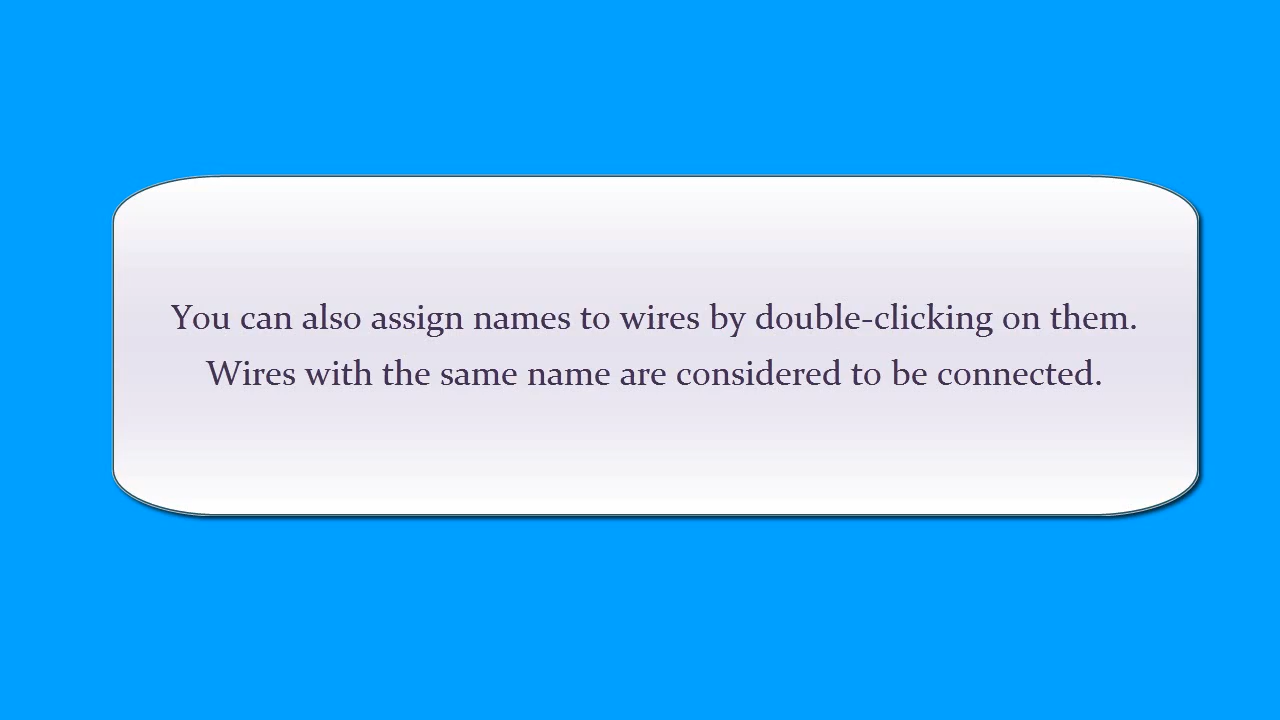 You can also assign names to wires by double-clicking on them.
Wires with the same name are considered to be connected.